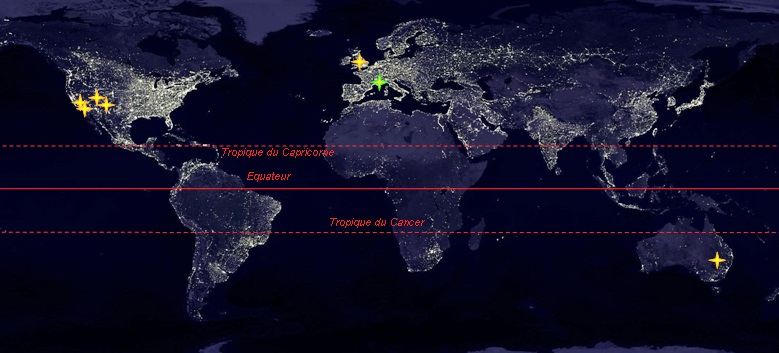 Tropique du Capricorne
Equateur
Tropique du Cancer